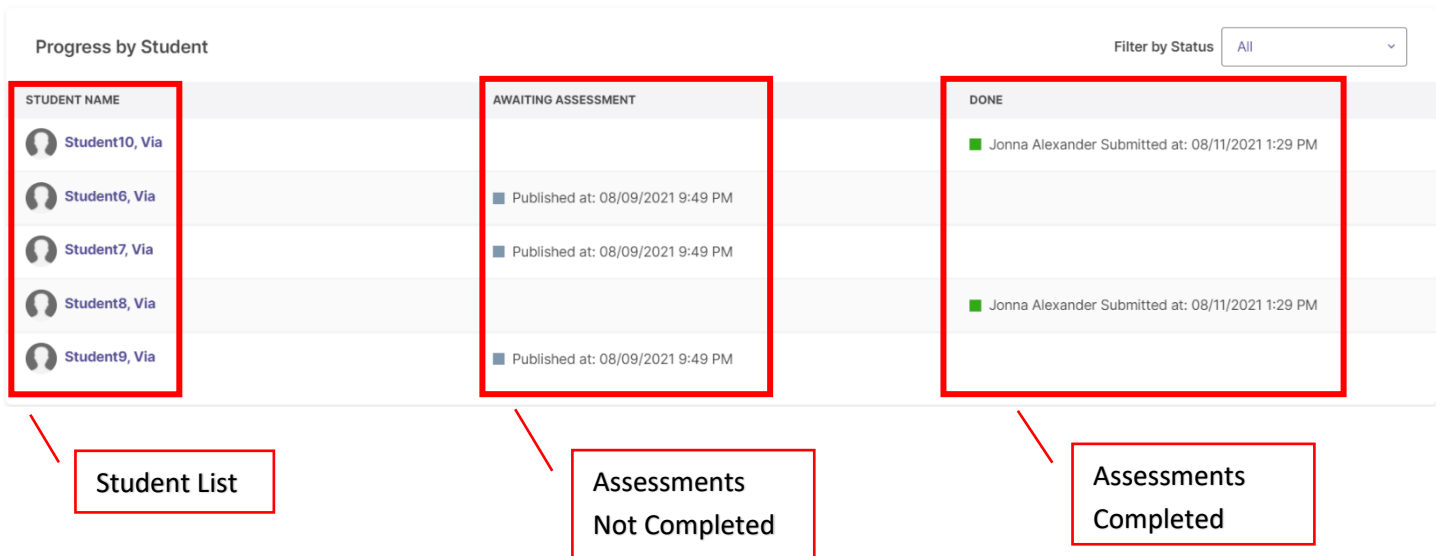 Progress by Student Filter by Status All
STUDENT NAME AWAITING ASSESSMENT DONE
Student10, Via Jonna Alexander Submitted at: 08/11/2021 1:29 PM
Student6, Via Published at: 08/09/2021 9:49 PM
Student7, Via Published at: 08/09/2021 9:49 PM
Student8, Via Jonna Alexander Submitted at: 08/11/2021 1:29 PM
Student9, Via Published at: 08/09/2021 9:49 PM
Student List
Assessments
Not Completed
Assessments
Completed